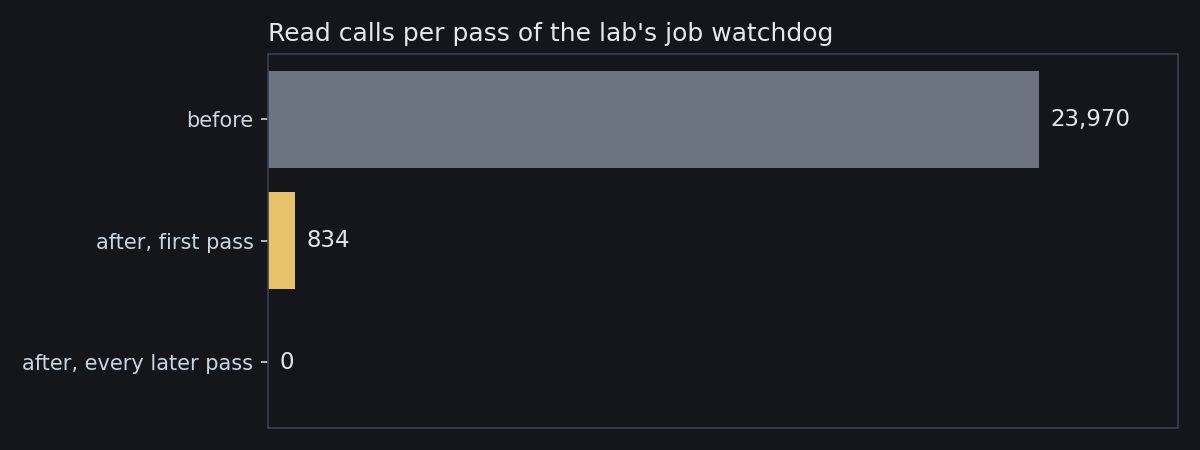 Read calls per pass of the lab's job watchdog
before
23,970
after, first pass
834
after, every later pass
0